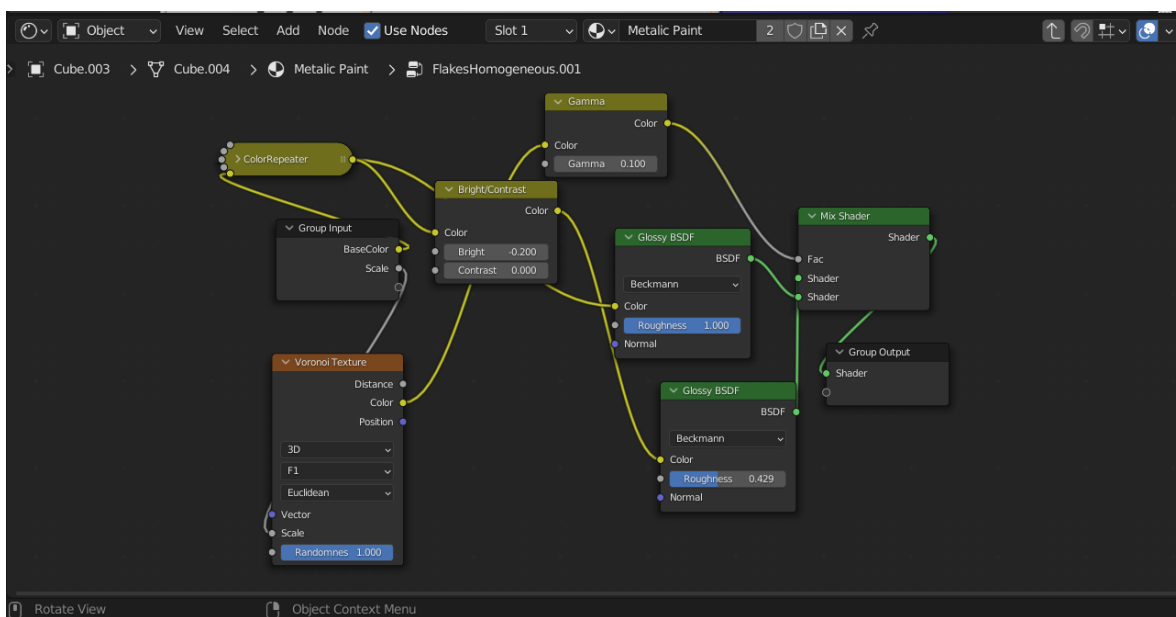 Object View Select Add Node Use Nodes Slot 1 Metalic Paint 2
Cube.003 > Cube.004 > Metalic Paint > FlakesHomogeneous.001
Gamma
Color
Color
Gamma 0.100
ColorRepeater
Bright/Contrast
Color
Color
Bright -0.200
Contrast 0.000
Group Input
BaseColor
Scale
Mix Shader
Shader
Fac
Shader
Shader
Glossy BSDF
BSDF
Beckmann
Color
Roughness 1.000
Normal
Group Output
Shader
Voronoi Texture
Distance
Color
Position
3D
F1
Euclidean
Vector
Scale
Randomnes 1.000
Glossy BSDF
BSDF
Beckmann
Color
Roughness 0.429
Normal
Rotate View Object Context Menu